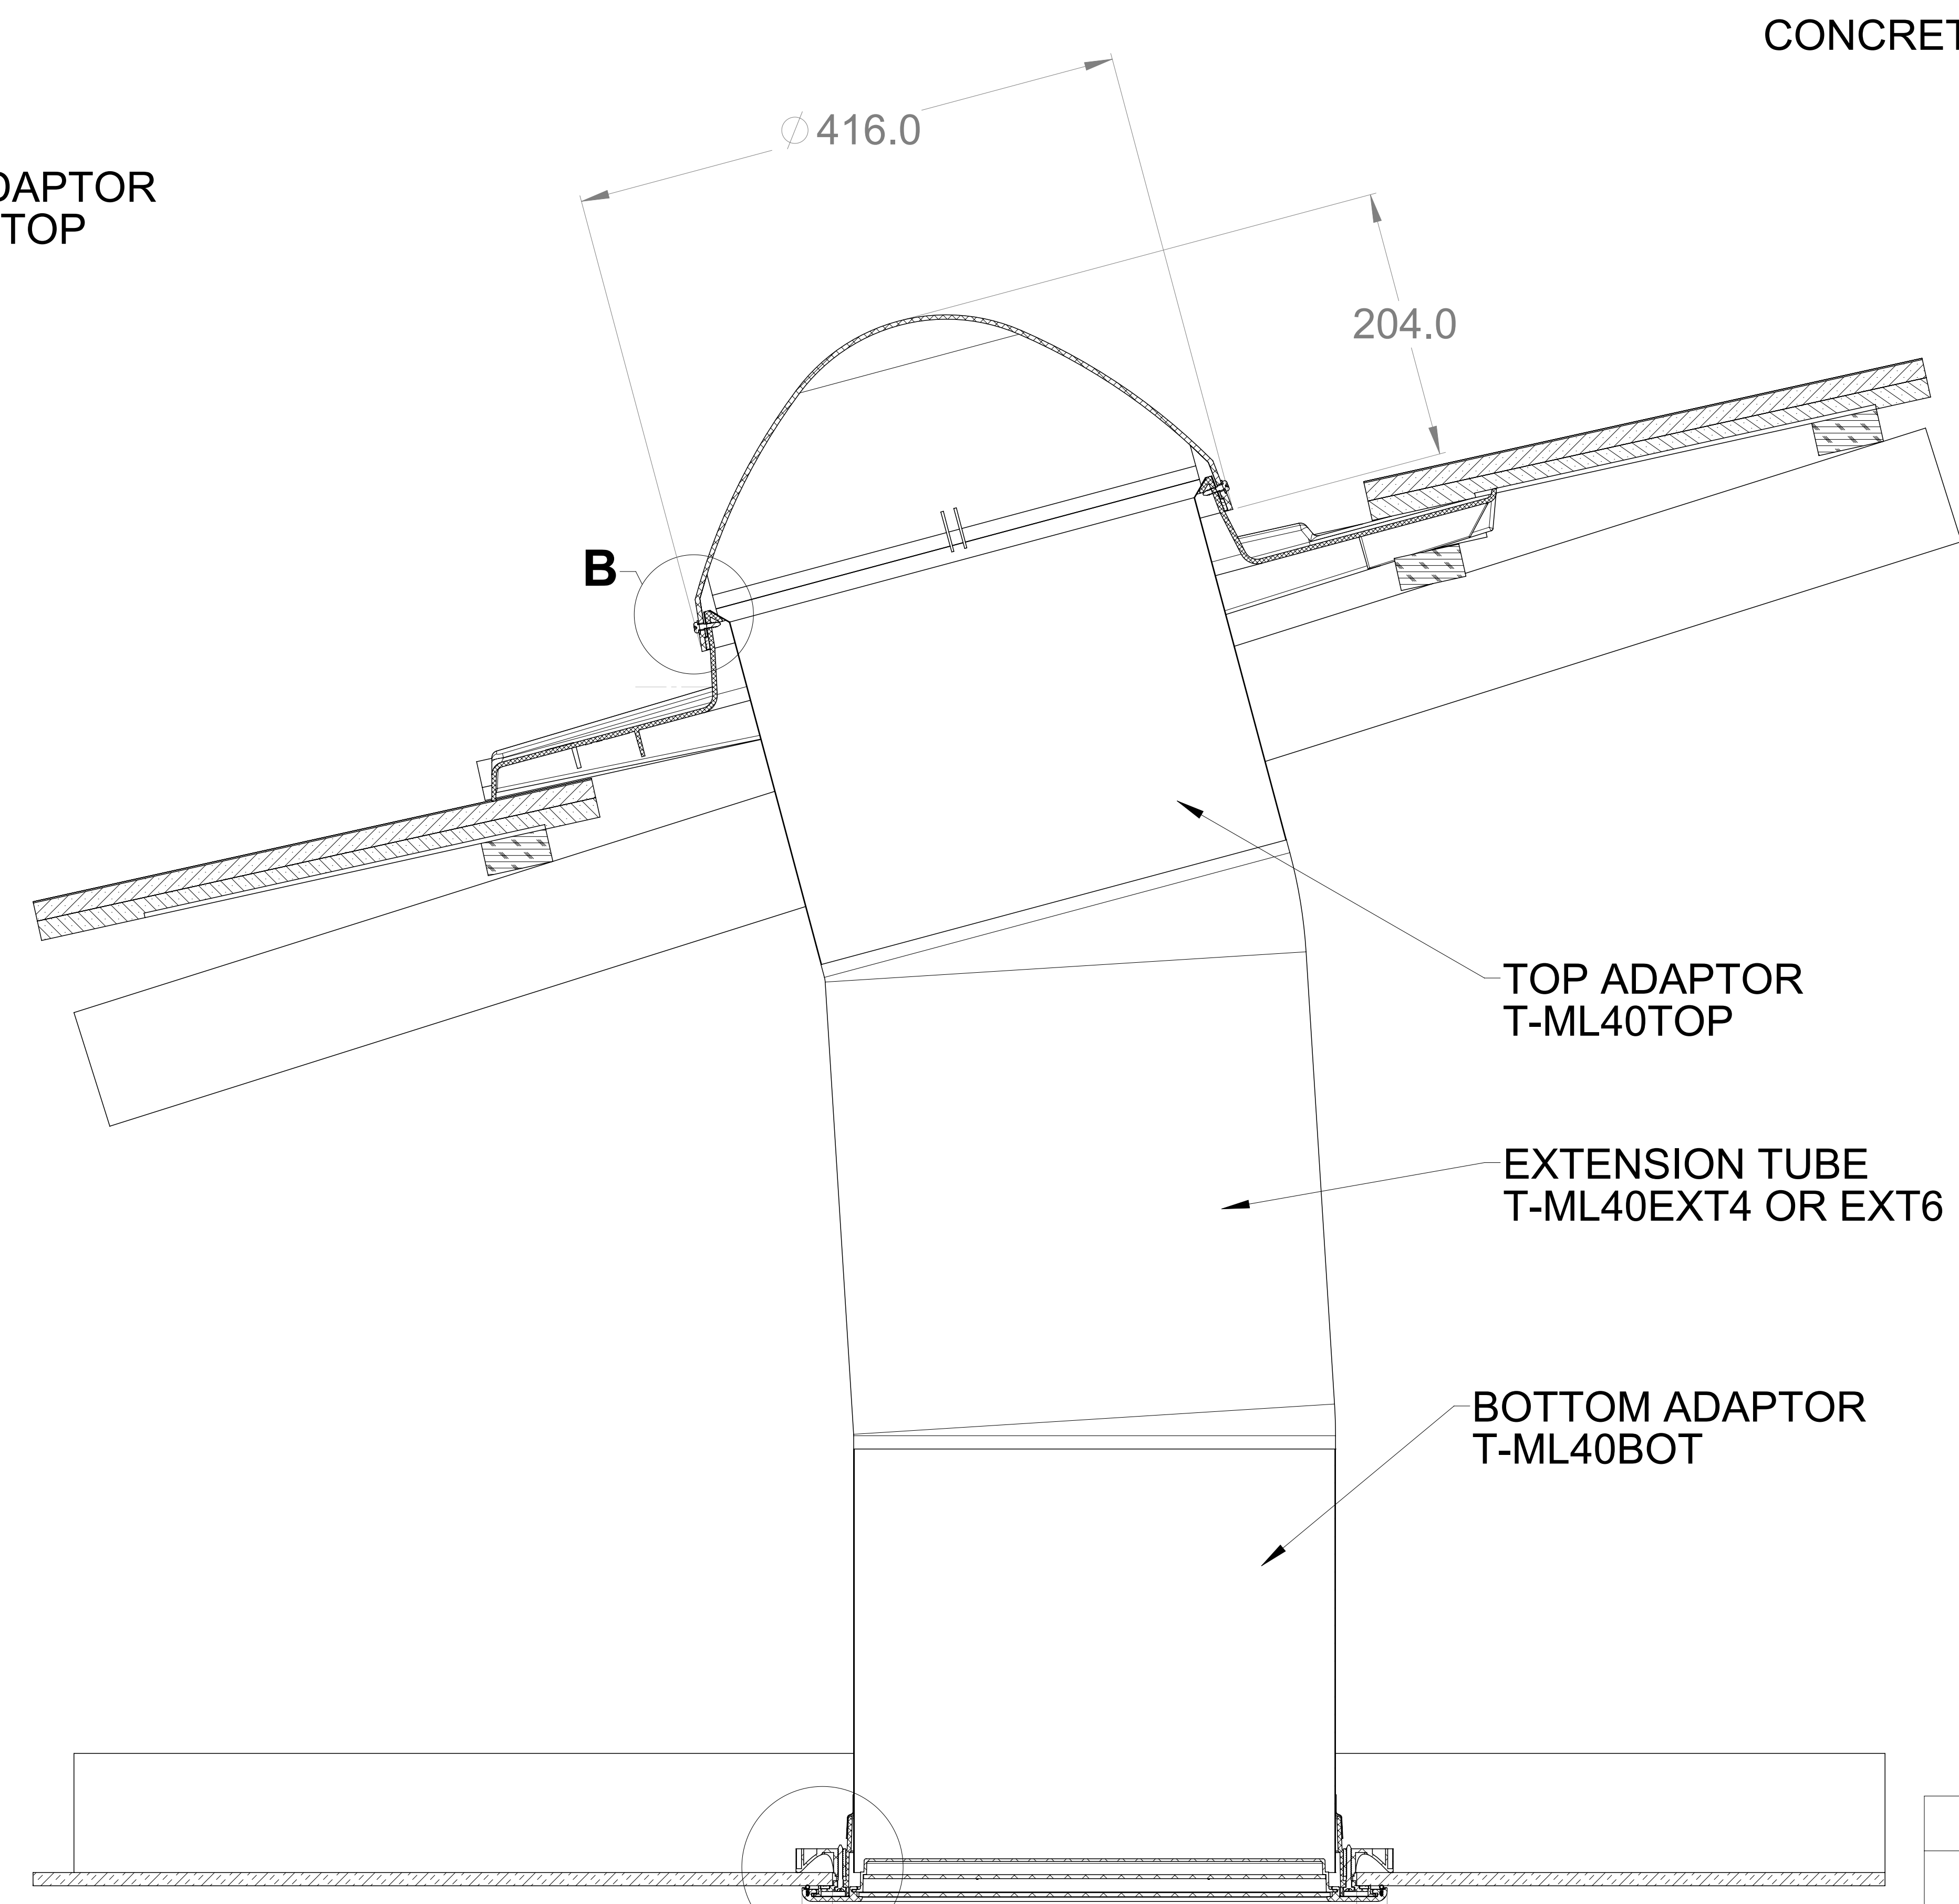 CONCRET
DAPTOR
TOP
⌀ 416.0
204.0
B
TOP ADAPTOR
T-ML40TOP
EXTENSION TUBE
T-ML40EXT4 OR EXT6
BOTTOM ADAPTOR
T-ML40BOT